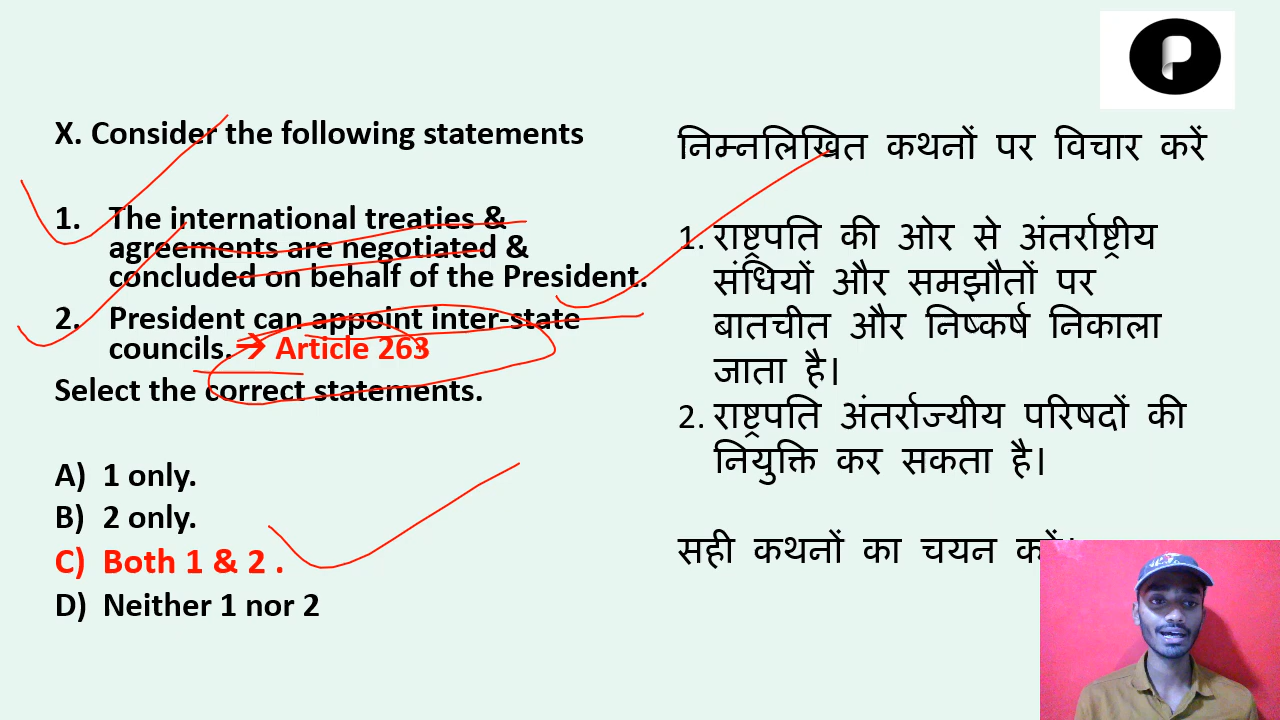 X. Consider the following statements
1. The international treaties &
agreements are negotiated &
concluded on behalf of the President.
2. President can appoint inter-state
councils.→ Article 263
Select the correct statements.
A) 1 only.
B) 2 only.
C) Both 1 & 2 .
D) Neither 1 nor 2
निम्नलिखित कथनों पर विचार करें
1. राष्ट्रपति की ओर से अंतर्राष्ट्रीय
संधियों और समझौतों पर
बातचीत और निष्कर्ष निकाला
जाता है।
2. राष्ट्रपति अंतर्राज्यीय परिषदों की
नियुक्ति कर सकता है।
सही कथनों का चयन करें।
P